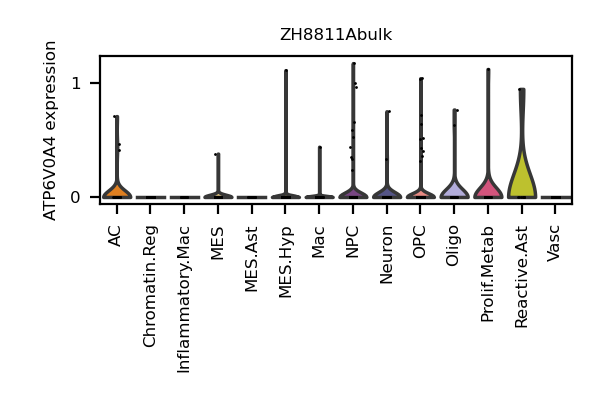 ZH8811Abulk
ATP6V0A4 expression
1
0
AC
Chromatin.Reg
Inflammatory.Mac
MES
MES.Ast
MES.Hyp
Mac
NPC
Neuron
OPC
Oligo
Prolif.Metab
Reactive.Ast
Vasc